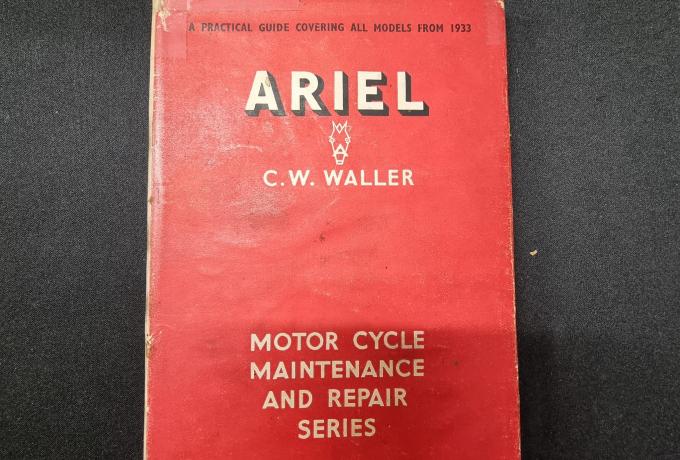 A PRACTICAL GUIDE COVERING ALL MODELS FROM 1933
ARIEL
C.W. WALLER
MOTOR CYCLE
MAINTENANCE
AND REPAIR
SERIES